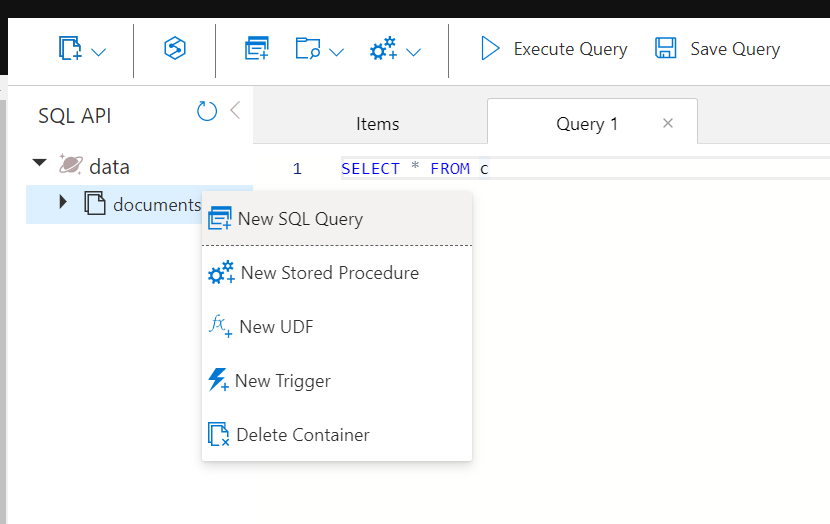 Execute Query
Save Query
SQL API
Items
Query 1
data
1 SELECT * FROM c
documents
New SQL Query
New Stored Procedure
New UDF
New Trigger
Delete Container